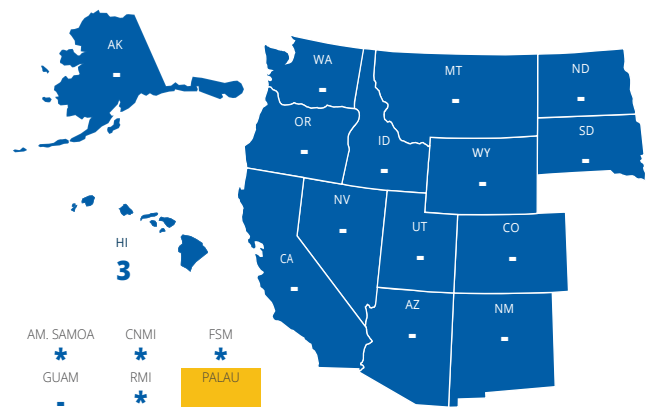 AK
-
WA
-
MT
-
ND
-
OR
-
ID
-
SD
-
WY
-
NV
-
UT
-
CO
-
HI
3
CA
-
AZ
-
NM
-
AM. SAMOA
*
CNMI
*
FSM
*
GUAM
-
RMI
*
PALAU